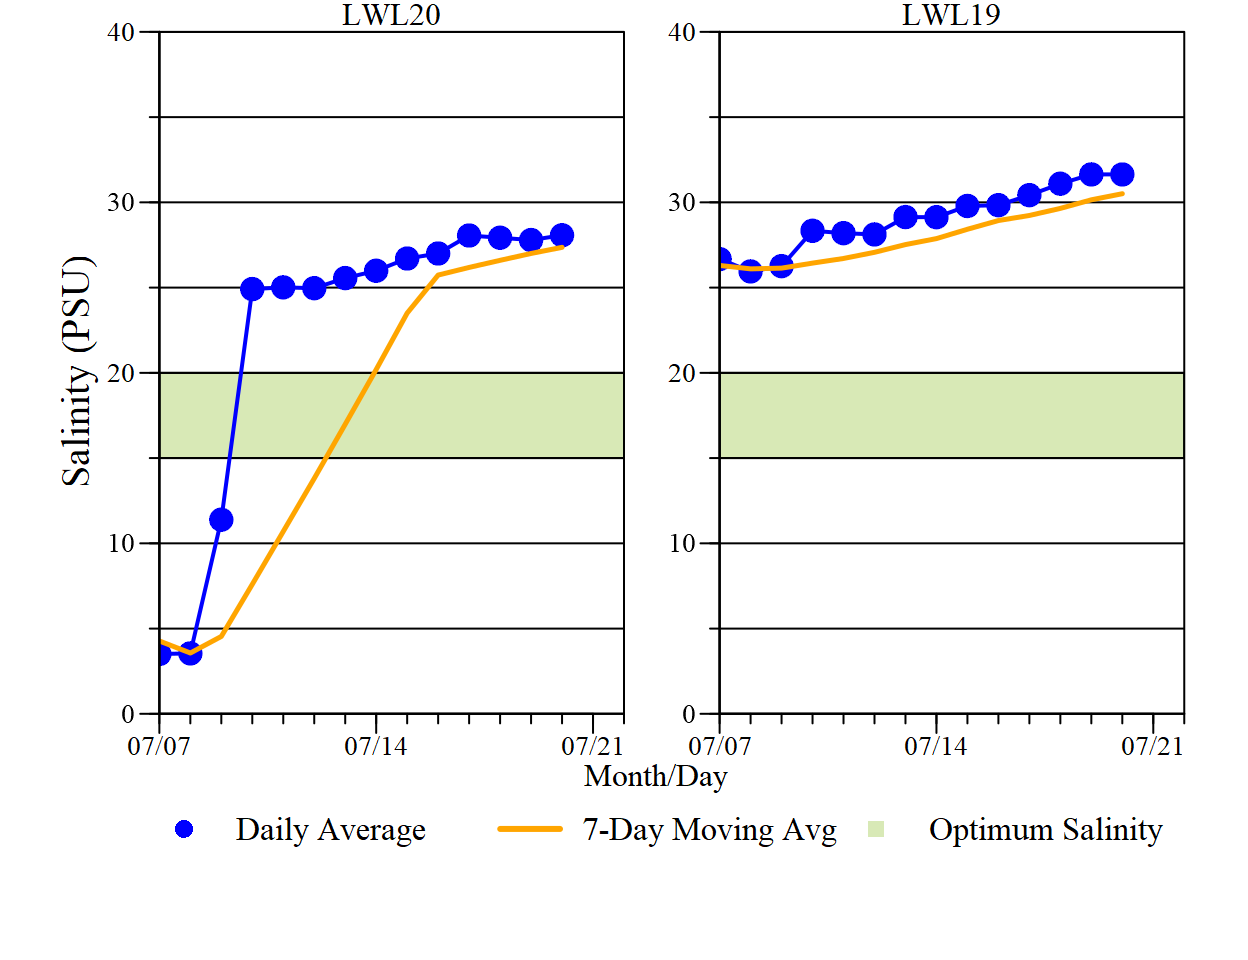 LWL20 LWL19
40 40
30 30
Salinity (PSU)
20 20
10 10
0 0
07/07 07/14 07/21 07/07 07/14 07/21
Month/Day
Daily Average 7-Day Moving Avg Optimum Salinity